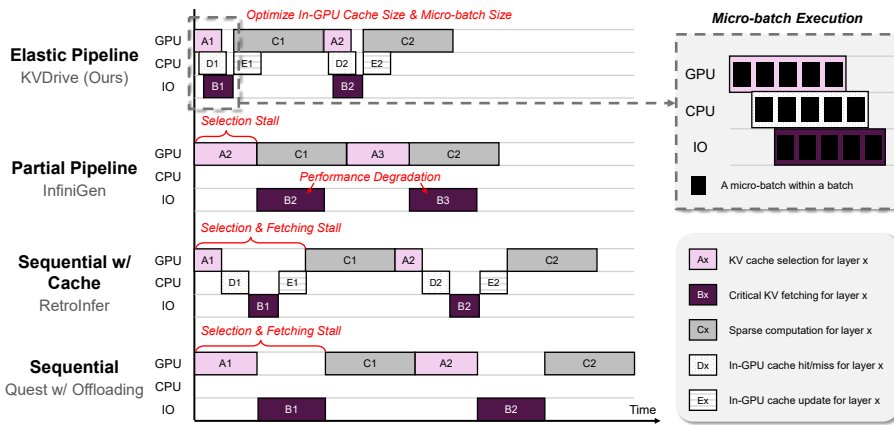 Optimize In-GPU Cache Size & Micro-batch Size
Elastic Pipeline
KVDrive (Ours)
GPU
CPU
IO
A1
C1
A2
C2
D1
E1
D2
E2
B1
B2
Selection Stall
Partial Pipeline
InfiniGen
GPU
CPU
IO
A2
C1
A3
C2
Performance Degradation
B2
B3
Selection & Fetching Stall
Sequential w/
Cache
RetroInfer
GPU
CPU
IO
A1
C1
A2
C2
D1
E1
D2
E2
B1
B2
Selection & Fetching Stall
Sequential
Quest w/ Offloading
GPU
CPU
IO
A1
C1
A2
C2
B1
B2
Time
Micro-batch Execution
GPU
CPU
IO
A micro-batch within a batch
Ax KV cache selection for layer x
Bx Critical KV fetching for layer x
Cx Sparse computation for layer x
Dx In-GPU cache hit/miss for layer x
Ex In-GPU cache update for layer x